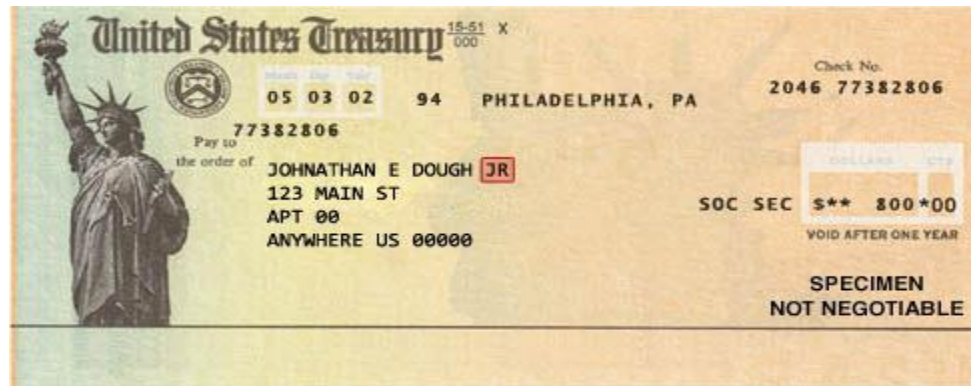 United States Treasury 15-51 X
000
Check No.
Month Day Year
05 03 02 94 PHILADELPHIA, PA 2046 77382806
77382806
Pay to
the order of
JOHNATHAN E DOUGH JR
123 MAIN ST
APT 00
ANYWHERE US 00000
DOLLARS CTS
SOC SEC $** 800*00
VOID AFTER ONE YEAR
SPECIMEN
NOT NEGOTIABLE